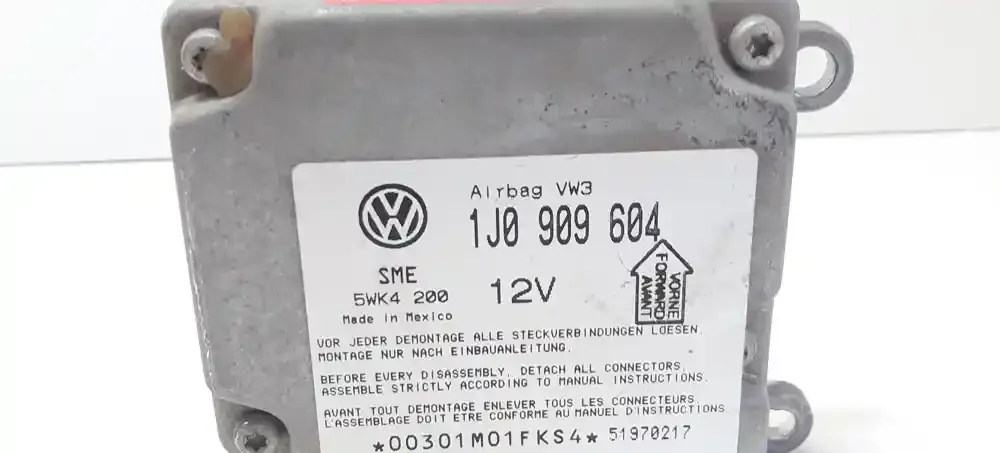 Airbag VW3
1J0 909 604
SME
5WK4 200
12V
Made in Mexico
VORNE
FORWARD
AVANT
VOR JEDER DEMONTAGE ALLE STECKVERBINDUNGEN LOESEN.
MONTAGE NUR NACH EINBAUANLEITUNG.
BEFORE EVERY DISASSEMBLY, DETACH ALL CONNECTORS,
ASSEMBLE STRICTLY ACCORDING TO MANUAL INSTRUCTIONS.
AVANT TOUT DEMONTAGE ENLEVER TOUS LES CONNECTEURS,
L'ASSEMBLAGE DOIT ETRE CONFORME AU MANUEL D'INSTRUCTIONS
*00301M01FKS4* 51970217